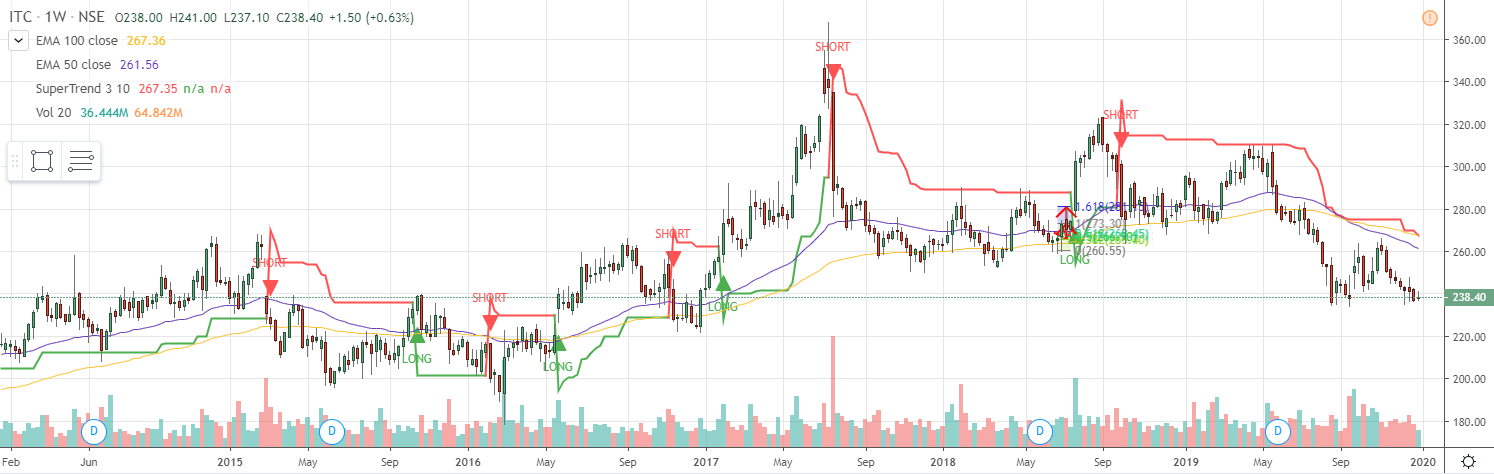 ITC · 1W · NSE O238.00 H241.00 L237.10 C238.40 +1.50 (+0.63%)
EMA 100 close 267.36
EMA 50 close 261.56
SuperTrend 3 10 267.35 n/a n/a
Vol 20 36.444M 64.842M
SHORT
SHORT
SHORT
SHORT
SHORT
LONG
LONG
LONG
LONG
1(273.30)
0(260.55)
D
D
D
D
360.00
340.00
320.00
300.00
280.00
260.00
238.40
220.00
200.00
180.00
Feb Jun 2015 May Sep 2016 May Sep 2017 May Sep 2018 May Sep 2019 May Sep 2020